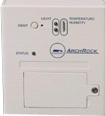 LIGHT
TEMPERATURE/
HUMIDITY
STATUS
ARCHROCK